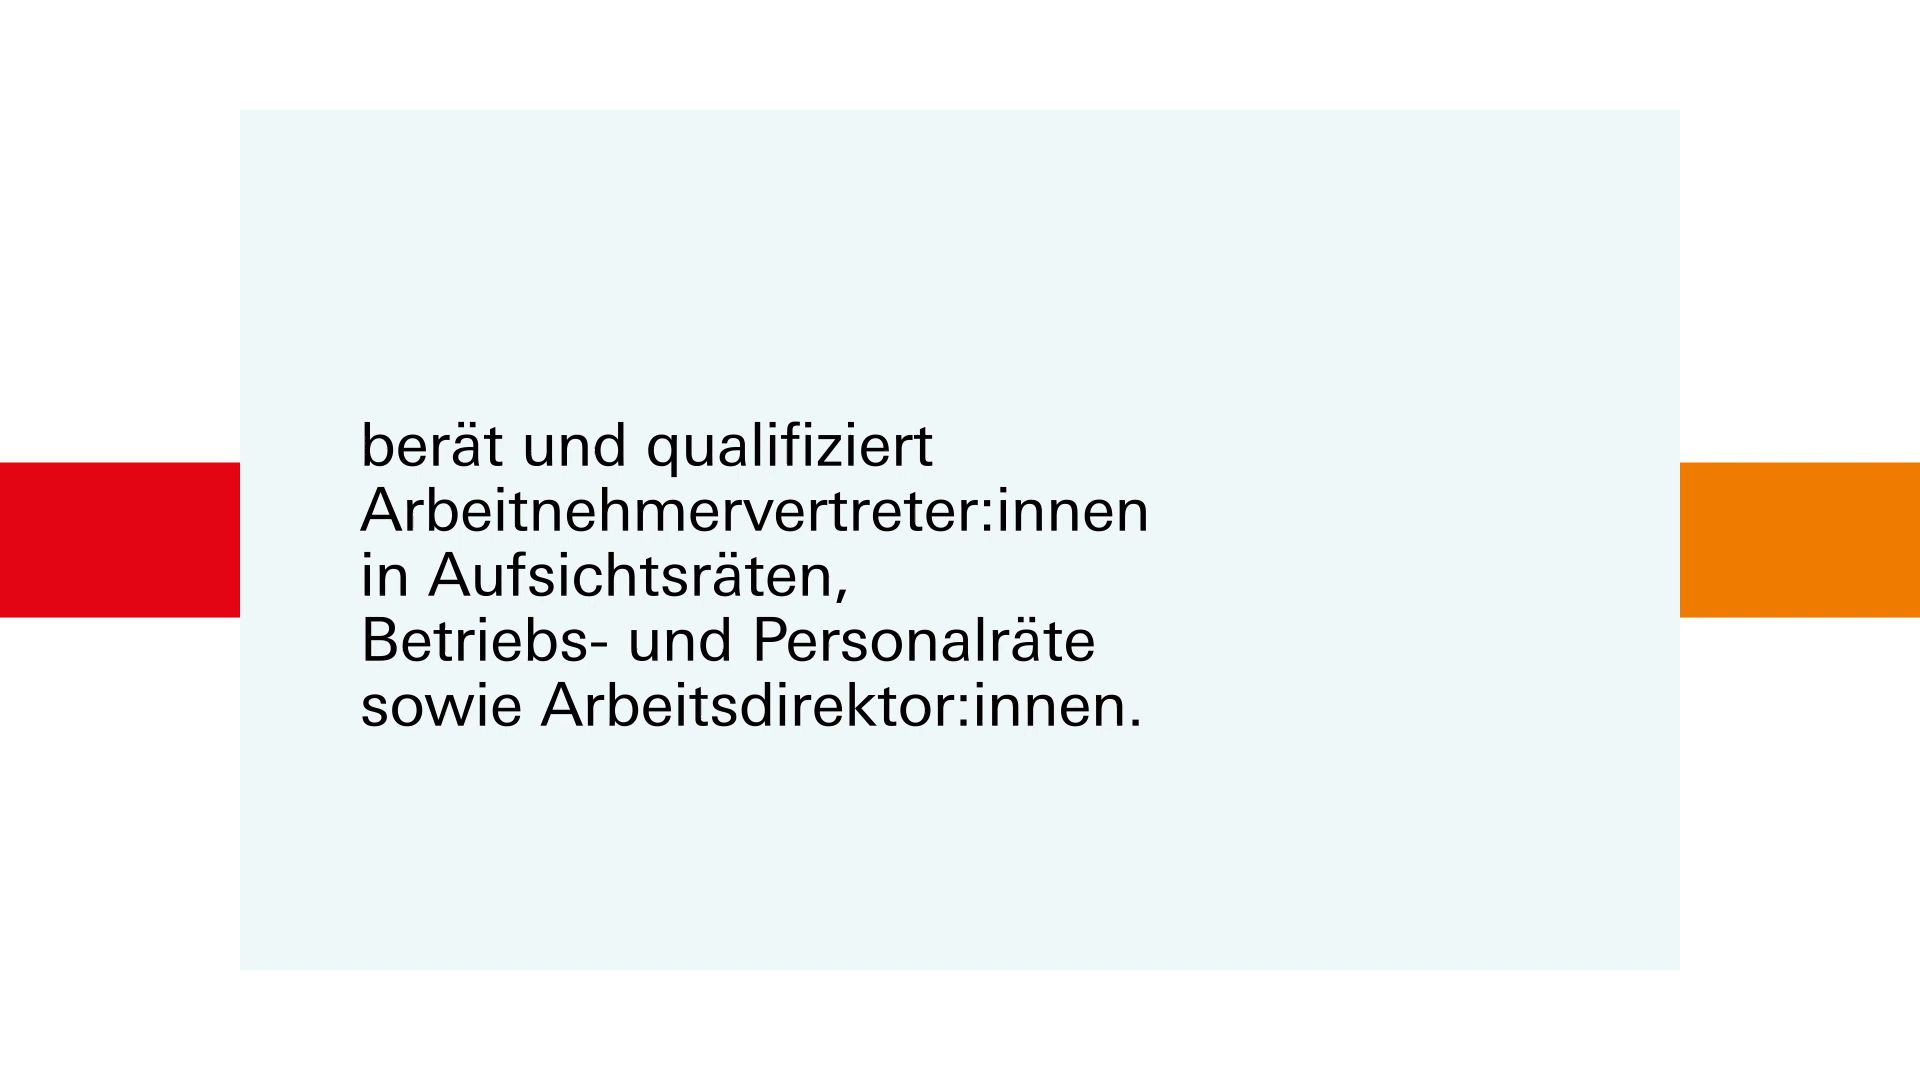 berät und qualifiziert
Arbeitnehmervertreter:innen
in Aufsichtsräten,
Betriebs- und Personalräte
sowie Arbeitsdirektor:innen.